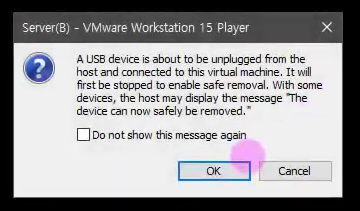 Server(B) - VMware Workstation 15 Player
A USB device is about to be unplugged from the
host and connected to this virtual machine. It will
first be stopped to enable safe removal. With some
devices, the host may display the message "The
device can now safely be removed."
Do not show this message again
OK Cancel